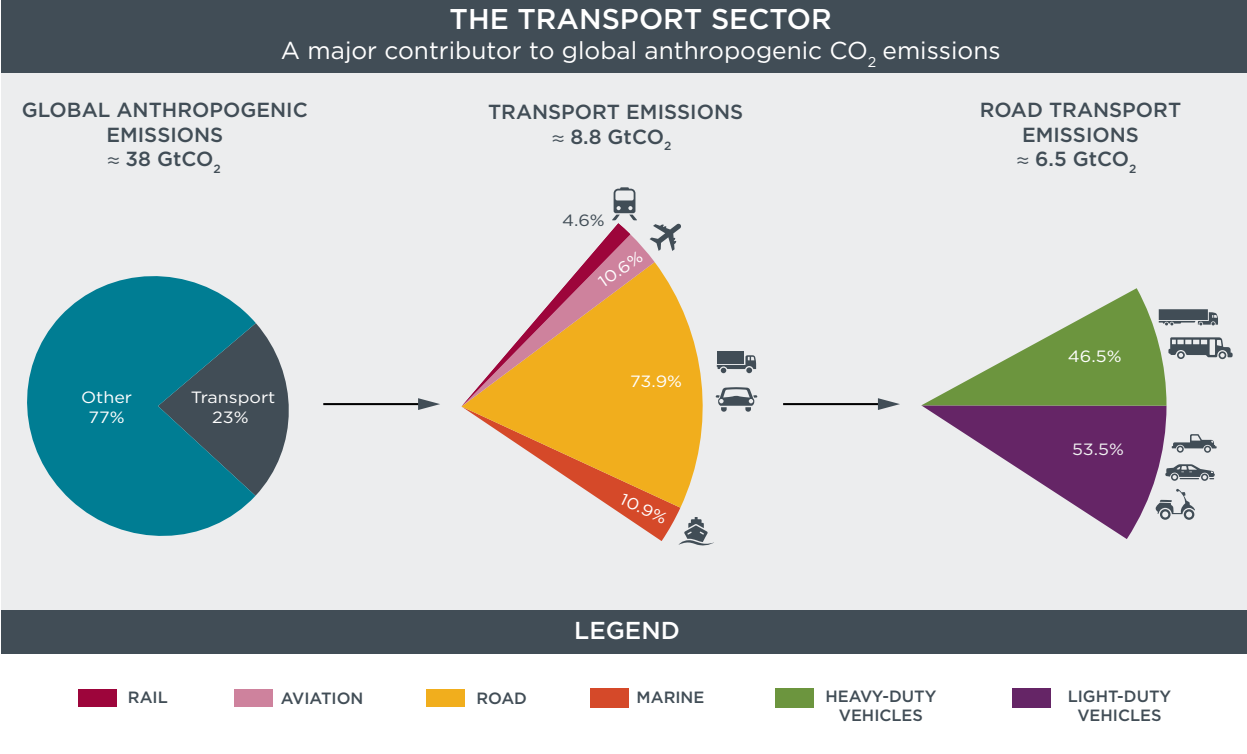 THE TRANSPORT SECTOR
A major contributor to global anthropogenic CO₂ emissions
GLOBAL ANTHROPOGENIC
EMISSIONS
≈ 38 GtCO₂
TRANSPORT EMISSIONS
≈ 8.8 GtCO₂
ROAD TRANSPORT
EMISSIONS
≈ 6.5 GtCO₂
Other
77%
Transport
23%
4.6%
10.6%
73.9%
10.9%
46.5%
53.5%
LEGEND
RAIL
AVIATION
ROAD
MARINE
HEAVY-DUTY
VEHICLES
LIGHT-DUTY
VEHICLES